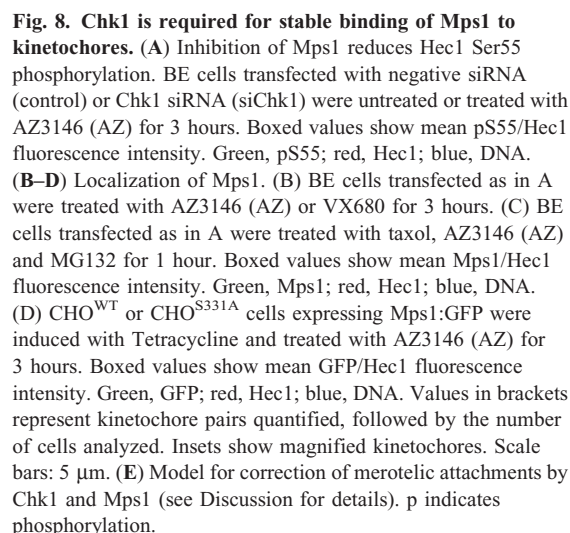 Fig. 8. Chk1 is required for stable binding of Mps1 to
kinetochores. (A) Inhibition of Mps1 reduces Hec1 Ser55
phosphorylation. BE cells transfected with negative siRNA
(control) or Chk1 siRNA (siChk1) were untreated or treated with
AZ3146 (AZ) for 3 hours. Boxed values show mean pS55/Hec1
fluorescence intensity. Green, pS55; red, Hec1; blue, DNA.
(B–D) Localization of Mps1. (B) BE cells transfected as in A
were treated with AZ3146 (AZ) or VX680 for 3 hours. (C) BE
cells transfected as in A were treated with taxol, AZ3146 (AZ)
and MG132 for 1 hour. Boxed values show mean Mps1/Hec1
fluorescence intensity. Green, Mps1; red, Hec1; blue, DNA.
(D) CHO^WT or CHO^S331A cells expressing Mps1:GFP were
induced with Tetracycline and treated with AZ3146 (AZ) for
3 hours. Boxed values show mean GFP/Hec1 fluorescence
intensity. Green, GFP; red, Hec1; blue, DNA. Values in brackets
represent kinetochore pairs quantified, followed by the number
of cells analyzed. Insets show magnified kinetochores. Scale
bars: 5 μm. (E) Model for correction of merotelic attachments by
Chk1 and Mps1 (see Discussion for details). p indicates
phosphorylation.